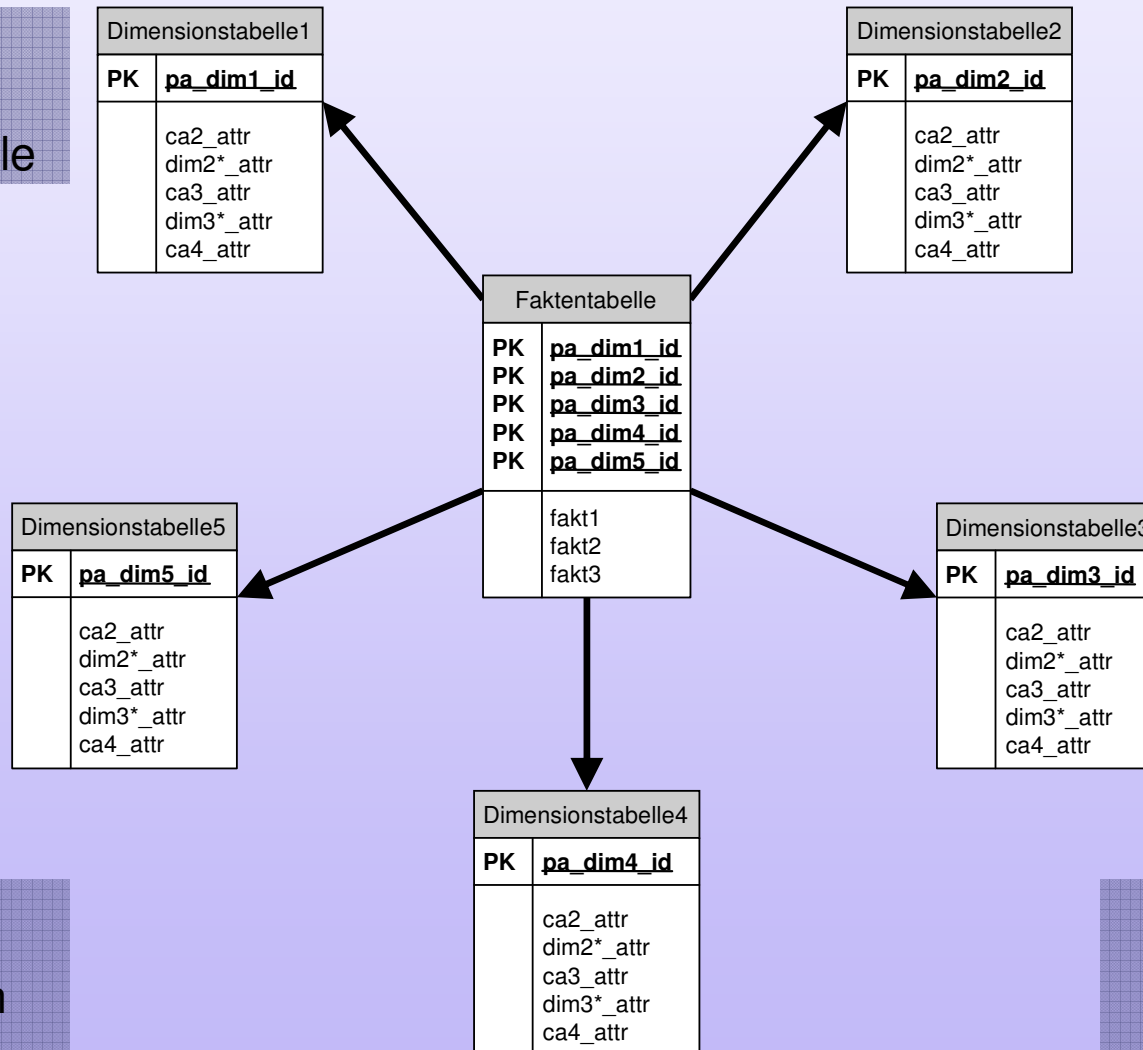 Dimensionstabelle1
PK pa_dim1_id
ca2_attr
dim2*_attr
ca3_attr
dim3*_attr
ca4_attr
Dimensionstabelle2
PK pa_dim2_id
ca2_attr
dim2*_attr
ca3_attr
dim3*_attr
ca4_attr
le
Faktentabelle
PK pa_dim1_id
PK pa_dim2_id
PK pa_dim3_id
PK pa_dim4_id
PK pa_dim5_id
fakt1
fakt2
fakt3
Dimensionstabelle5
PK pa_dim5_id
ca2_attr
dim2*_attr
ca3_attr
dim3*_attr
ca4_attr
Dimensionstabelle3
PK pa_dim3_id
ca2_attr
dim2*_attr
ca3_attr
dim3*_attr
ca4_attr
Dimensionstabelle4
PK pa_dim4_id
ca2_attr
dim2*_attr
ca3_attr
dim3*_attr
ca4_attr